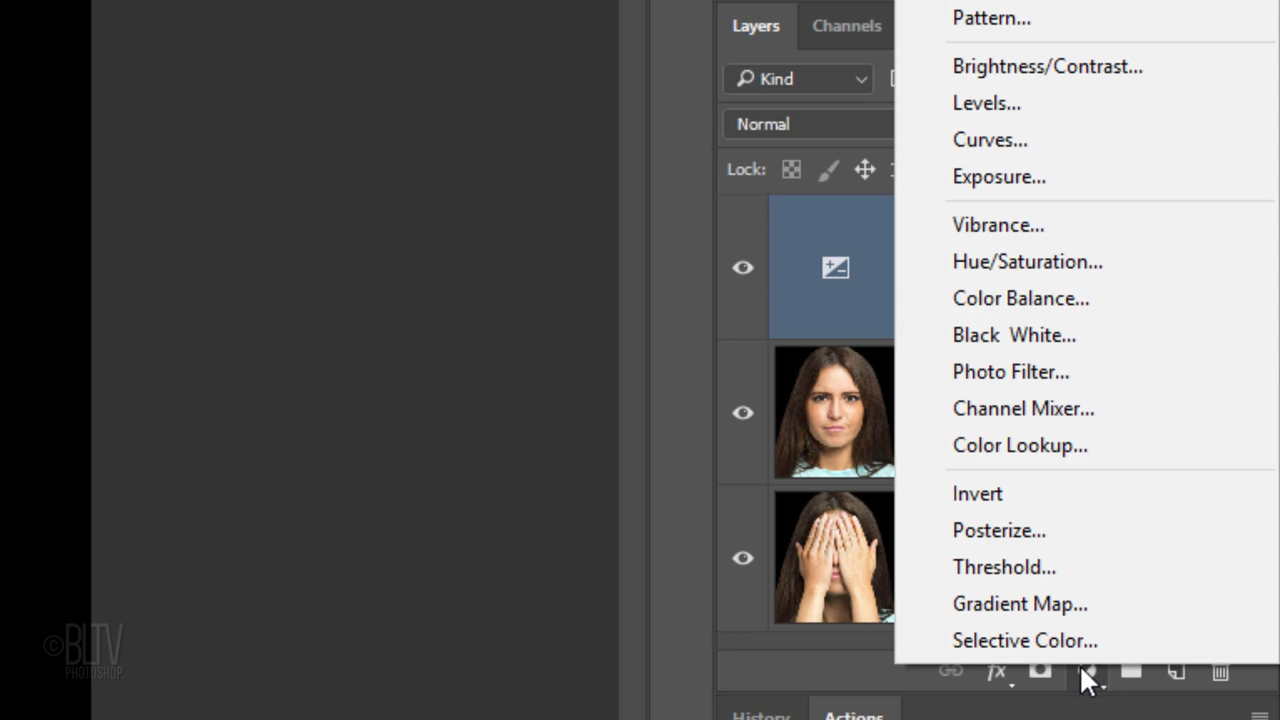 Layers
Channels
Kind
Normal
Lock:
Pattern...
Brightness/Contrast...
Levels...
Curves...
Exposure...
Vibrance...
Hue/Saturation...
Color Balance...
Black  White...
Photo Filter...
Channel Mixer...
Color Lookup...
Invert
Posterize...
Threshold...
Gradient Map...
Selective Color...
fx
History
Actions
©BLTV
PHOTOSHOP